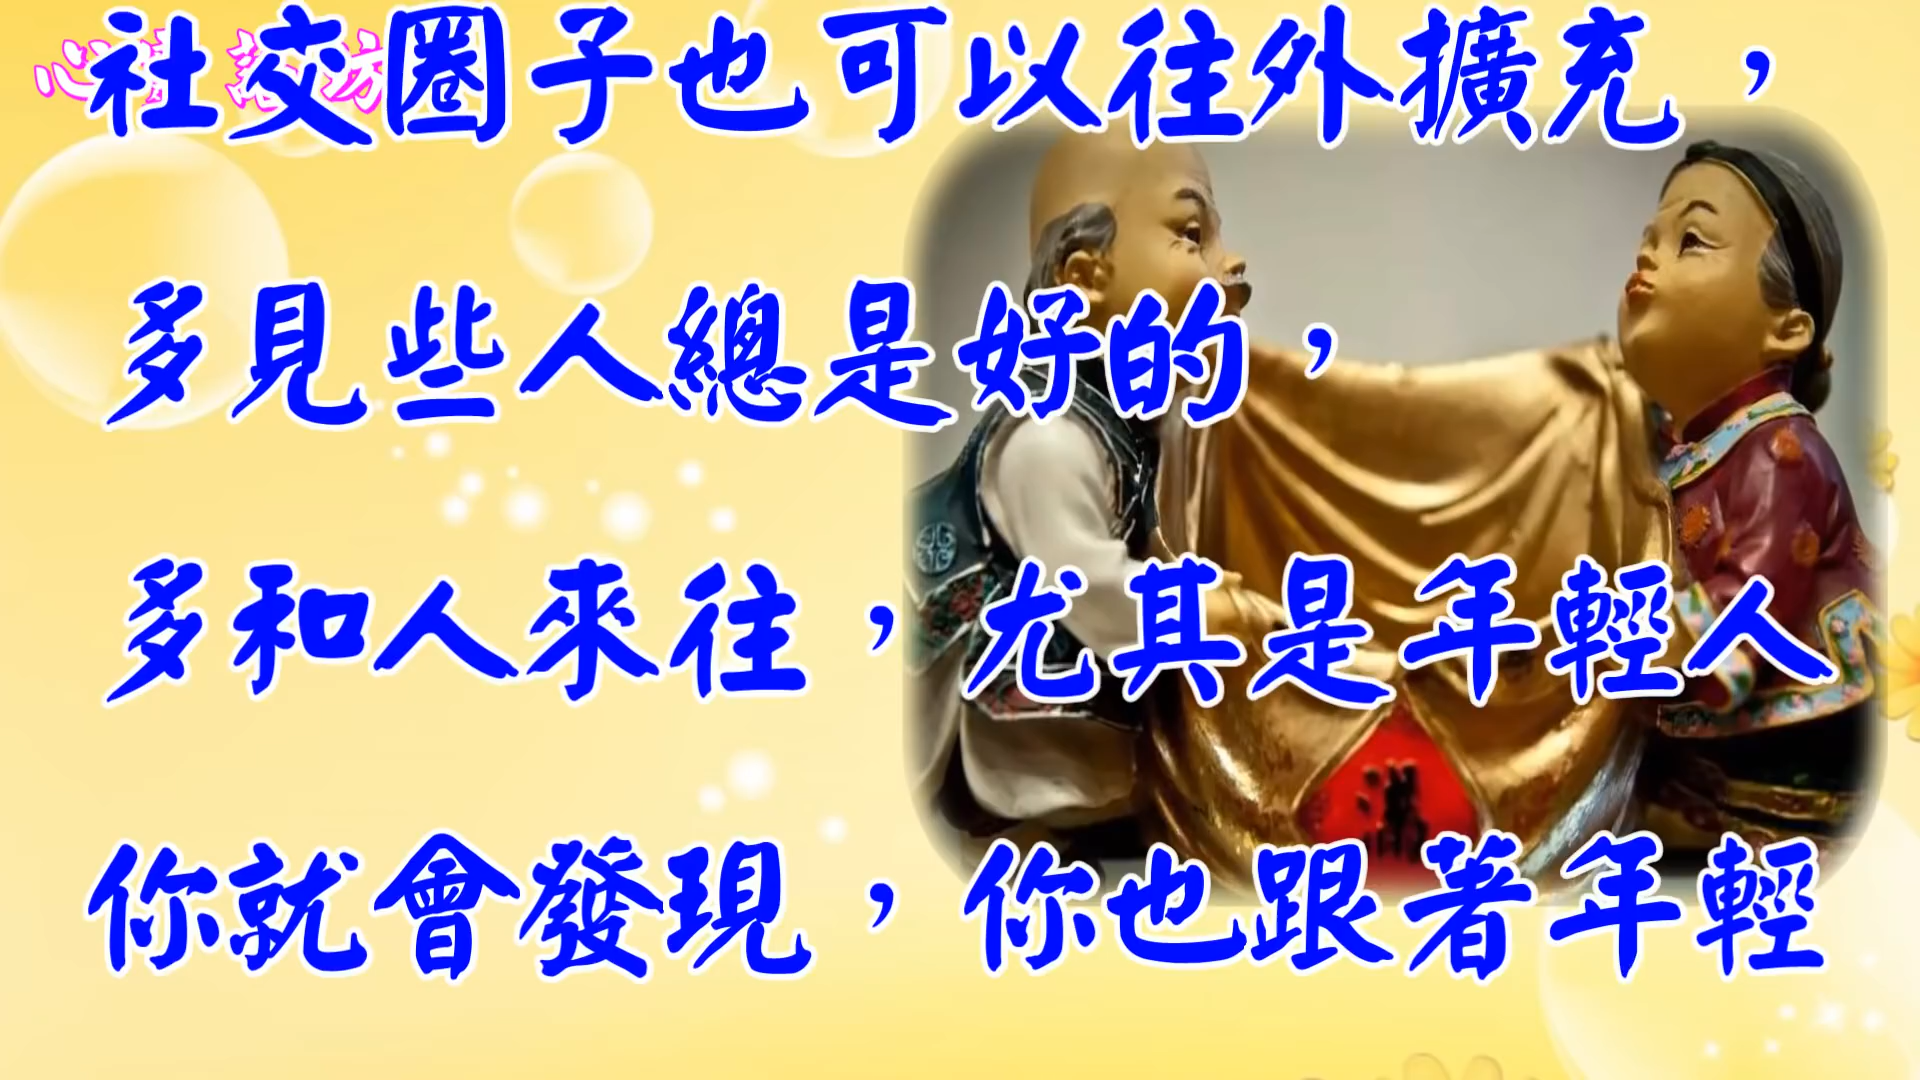 社交圈子也可以往外擴充，
多見些人總是好的，
多和人來往，尤其是年輕人
你就會發現，你也跟著年輕